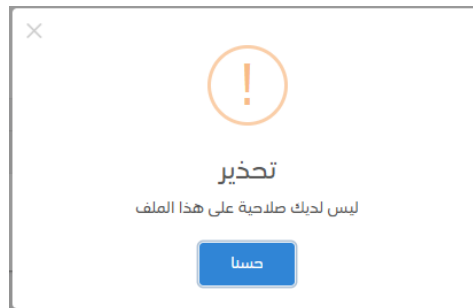 تحذير
ليس لديك صلاحية على هذا الملف
حسنا